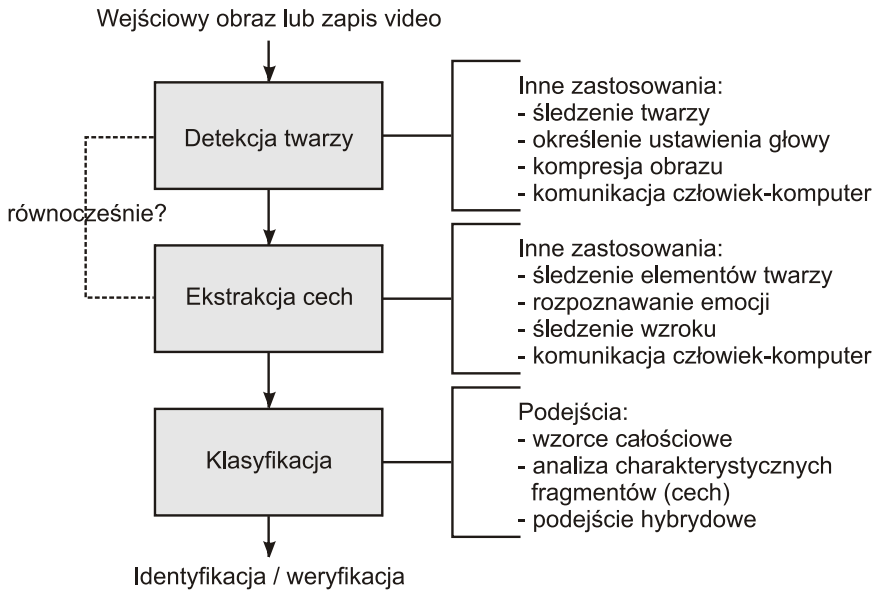 Wejściowy obraz lub zapis video
Detekcja twarzy
Inne zastosowania:
- śledzenie twarzy
- określenie ustawienia głowy
- kompresja obrazu
- komunikacja człowiek-komputer
równocześnie?
Ekstrakcja cech
Inne zastosowania:
- śledzenie elementów twarzy
- rozpoznawanie emocji
- śledzenie wzroku
- komunikacja człowiek-komputer
Klasyfikacja
Podejścia:
- wzorce całościowe
- analiza charakterystycznych
fragmentów (cech)
- podejście hybrydowe
Identyfikacja / weryfikacja